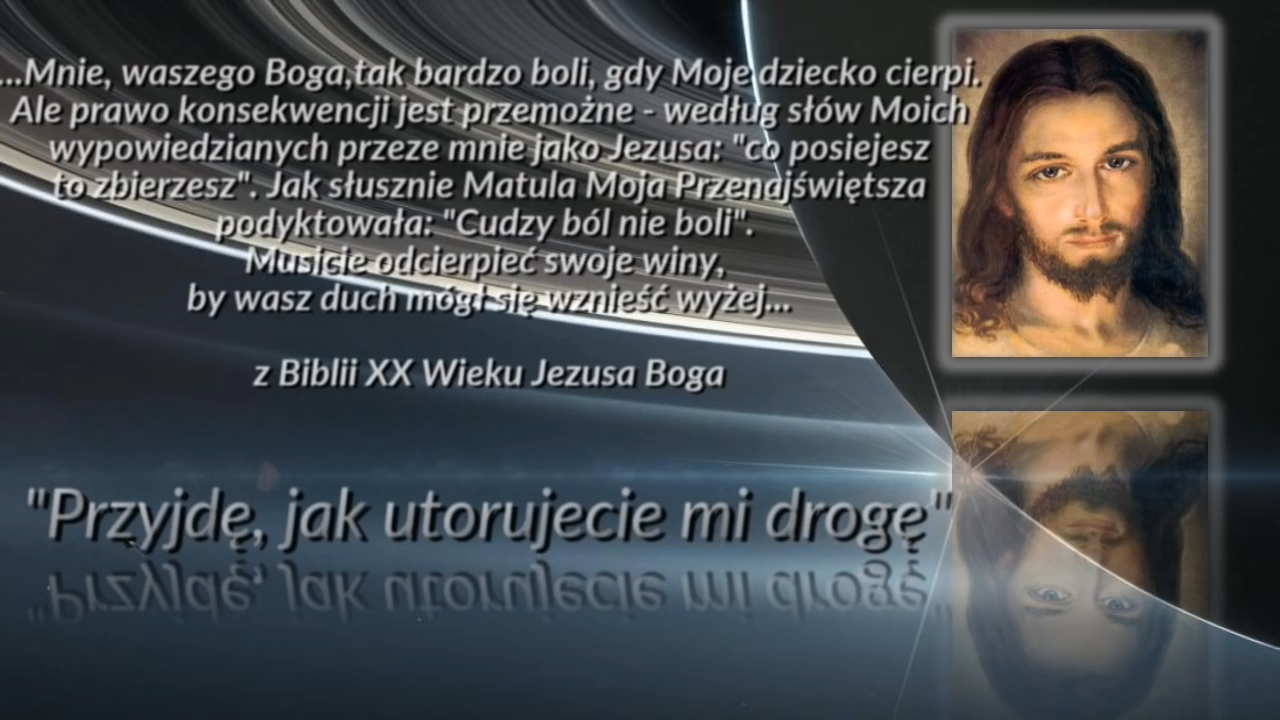 ...Mnie, waszego Boga,tak bardzo boli, gdy Moje dziecko cierpi.
Ale prawo konsekwencji jest przemożne - według słów Moich
wypowiedzianych przeze mnie jako Jezusa: "co posiejesz
to zbierzesz". Jak słusznie Matula Moja Przenajświętsza
podyktowała: "Cudzy ból nie boli".
Musicie odcierpieć swoje winy,
by wasz duch mógł się wznieść wyżej...
z Biblii XX Wieku Jezusa Boga
"Przyjdę, jak utorujecie mi drogę"